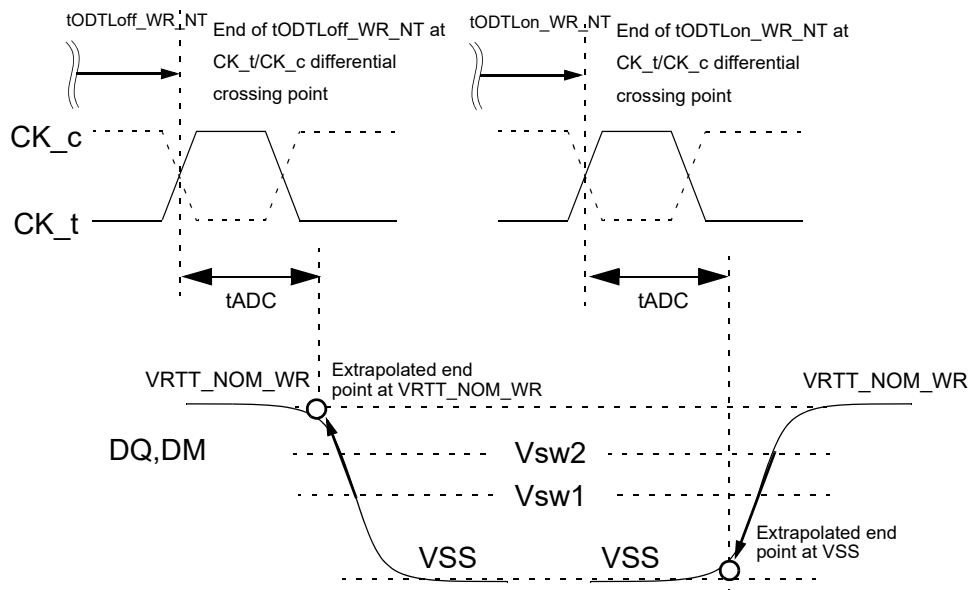 tODTLoff_WR_NT
End of tODTLoff_WR_NT at
CK_t/CK_c differential
crossing point
tODTLon_WR_NT
End of tODTLon_WR_NT at
CK_t/CK_c differential
crossing point
CK_c
CK_t
tADC
tADC
VRTT_NOM_WR
Extrapolated end
point at VRTT_NOM_WR
VRTT_NOM_WR
DQ,DM
Vsw2
Vsw1
VSS
VSS
Extrapolated end
point at VSS